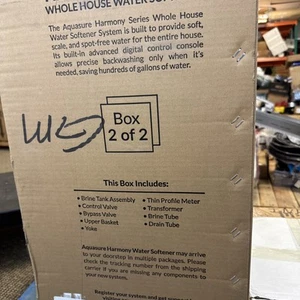 WHOLE HOUSE WATER S
The Aquasure Harmony Series Whole House
Water Softener System is built to provide soft,
scale, and spot-free water for the entire house.
Its built-in advanced digital control console
allows precise backwashing only when it's
needed, saving hundreds of gallons of water.
Box
2 of 2
This Box Includes:
• Brine Tank Assembly
• Control Valve
• Bypass Valve
• Upper Basket
• Yoke
• Thin Profile Meter
• Transformer
• Brine Tube
• Drain Tube
Aquasure Harmony Water Softener may arrive
to your doorstep in multiple packages. Please
check the tracking number from the shipping
carrier if you are missing any components to
your new system.
Register your system and get